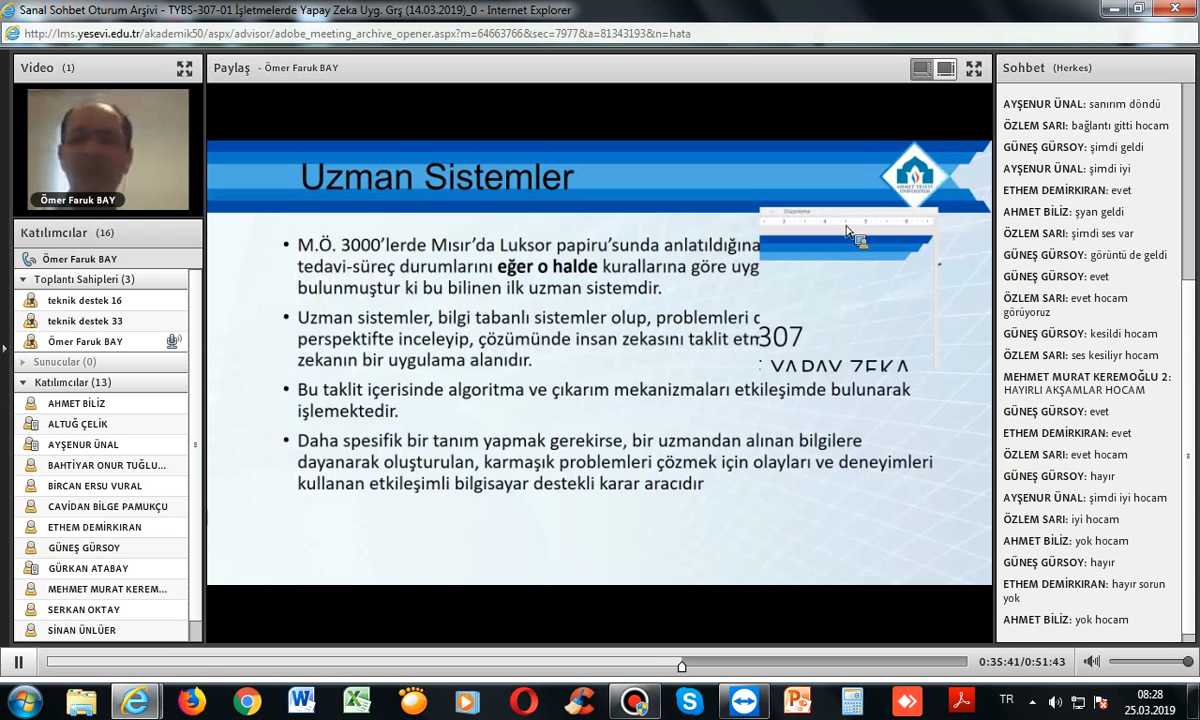 Sanal Sohbet Oturum Arşivi - TYBS-307-01 İşletmelerde Yapay Zeka Uyg. Grş (14.03.2019)_0 - Internet Explorer
http://lms.yesevi.edu.tr/akademik50/aspx/advisor/adobe_meeting_archive_opener.aspx?m=64663766&sec=7977&a=81343193&n=hata
Video (1)
Ömer Faruk BAY
Katılımcılar (16)
Ömer Faruk BAY
Toplantı Sahipleri (3)
teknik destek 16
teknik destek 33
Ömer Faruk BAY
Sunucular (0)
Katılımcılar (13)
AHMET BİLİZ
ALTUĞ ÇELİK
AYŞENUR ÜNAL
BAHTİYAR ONUR TUĞLU...
BİRCAN ERSU VURAL
CAVİDAN BİLGE PAMUKÇU
ETHEM DEMİRKIRAN
GÜNEŞ GÜRSOY
GÜRKAN ATABAY
MEHMET MURAT KEREM...
SERKAN OKTAY
SİNAN ÜNLÜER
Paylaş - Ömer Faruk BAY
Uzman Sistemler
AHMET YESEVİ
ÜNİVERSİTESİ
• M.Ö. 3000’lerde Mısır’da Luksor papiru’sunda anlatıldığına
tedavi-süreç durumlarını eğer o halde kurallarına göre uyg
bulunmuştur ki bu bilinen ilk uzman sistemdir.
• Uzman sistemler, bilgi tabanlı sistemler olup, problemleri
perspektifte inceleyip, çözümünde insan zekasını taklit etm
zekanın bir uygulama alanıdır.
307
YAPAY ZEKA
• Bu taklit içerisinde algoritma ve çıkarım mekanizmaları etkileşimde bulunarak
işlemektedir.
• Daha spesifik bir tanım yapmak gerekirse, bir uzmandan alınan bilgilere
dayanarak oluşturulan, karmaşık problemleri çözmek için olayları ve deneyimleri
kullanan etkileşimli bilgisayar destekli karar aracıdır
Sohbet (Herkes)
AYŞENUR ÜNAL: sanırım döndü
ÖZLEM SARI: bağlantı gitti hocam
GÜNEŞ GÜRSOY: şimdi geldi
AYŞENUR ÜNAL: şimdi iyi
ETHEM DEMİRKIRAN: evet
AHMET BİLİZ: şyan geldi
ÖZLEM SARI: şimdi ses var
GÜNEŞ GÜRSOY: görüntü de geldi
GÜNEŞ GÜRSOY: evet
ÖZLEM SARI: evet hocam
görüyoruz
GÜNEŞ GÜRSOY: kesildi hocam
ÖZLEM SARI: ses kesiliyr hocam
MEHMET MURAT KEREMOĞLU 2:
HAYIRLI AKŞAMLAR HOCAM
GÜNEŞ GÜRSOY: evet
ETHEM DEMİRKIRAN: evet
ÖZLEM SARI: evet hocam
GÜNEŞ GÜRSOY: hayır
AYŞENUR ÜNAL: şimdi iyi hocam
ÖZLEM SARI: iyi hocam
AHMET BİLİZ: yok hocam
GÜNEŞ GÜRSOY: hayır
ETHEM DEMİRKIRAN: hayır sorun
yok
AHMET BİLİZ: yok hocam
0:35:41/0:51:43
TR
08:28
25.03.2019